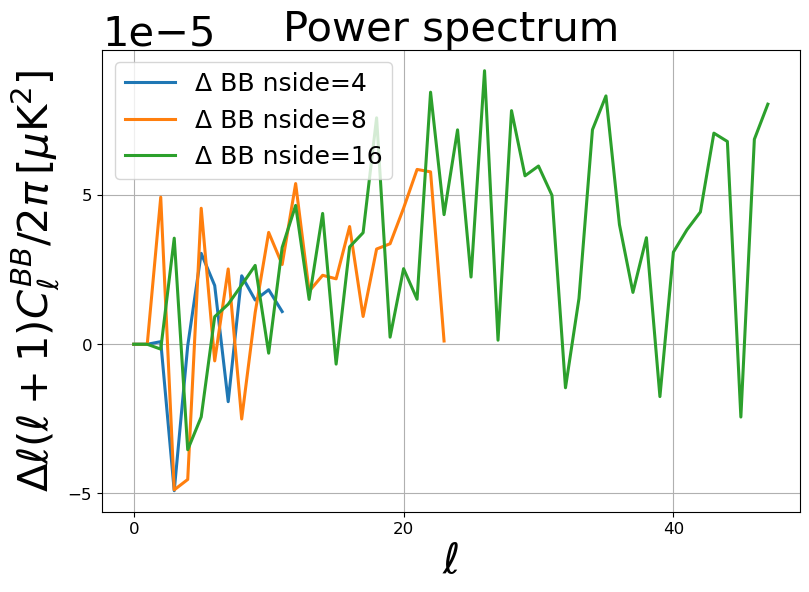 1e−5
Power spectrum
Δℓ(ℓ + 1)C_ℓ^{BB}/2π [μK²]
Δ BB nside=4
Δ BB nside=8
Δ BB nside=16
5
0
−5
0 20 40
ℓ